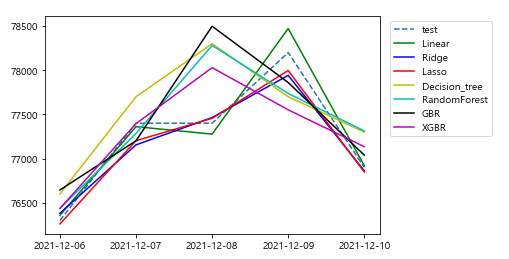 78500
78000
77500
77000
76500
2021-12-06 2021-12-07 2021-12-08 2021-12-09 2021-12-10
test
Linear
Ridge
Lasso
Decision_tree
RandomForest
GBR
XGBR